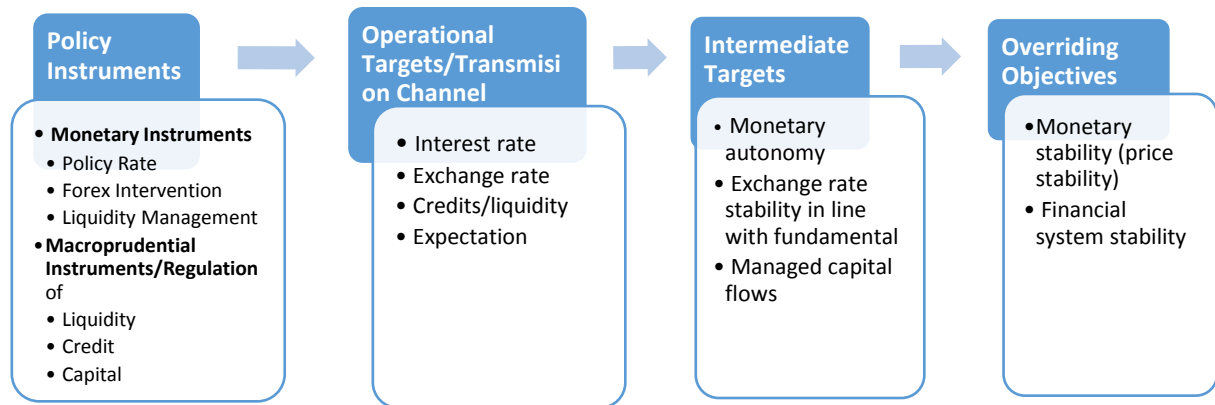 Policy
Instruments
• Monetary Instruments
• Policy Rate
• Forex Intervention
• Liquidity Management
•Macroprudential
Instruments/Regulation
of
• Liquidity
• Credit
• Capital
Operational
Targets/Transmisi
on Channel
• Interest rate
• Exchange rate
• Credits/liquidity
• Expectation
Intermediate
Targets
• Monetary
autonomy
• Exchange rate
stability in line
with fundamental
• Managed capital
flows
Overriding
Objectives
•Monetary
stability (price
stability)
• Financial
system stability